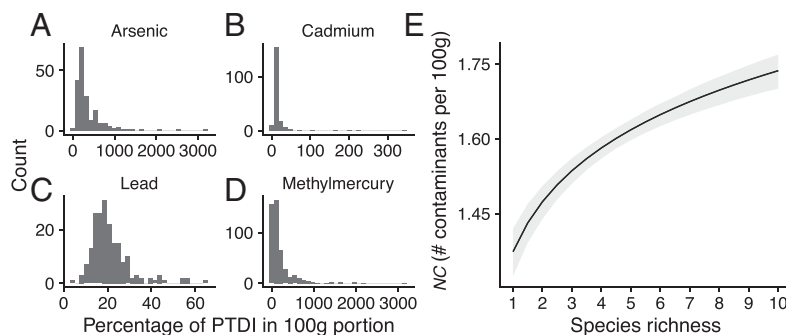 A Arsenic
B Cadmium
E
50
0
0 1000 2000 3000
100
0
0 100 200 300
Count
C Lead
D Methylmercury
20
0
0 20 40 60
100
0
0 1000 2000 3000
Percentage of PTDI in 100g portion
NC (# contaminants per 100g)
1.75
1.60
1.45
1 2 3 4 5 6 7 8 9 10
Species richness